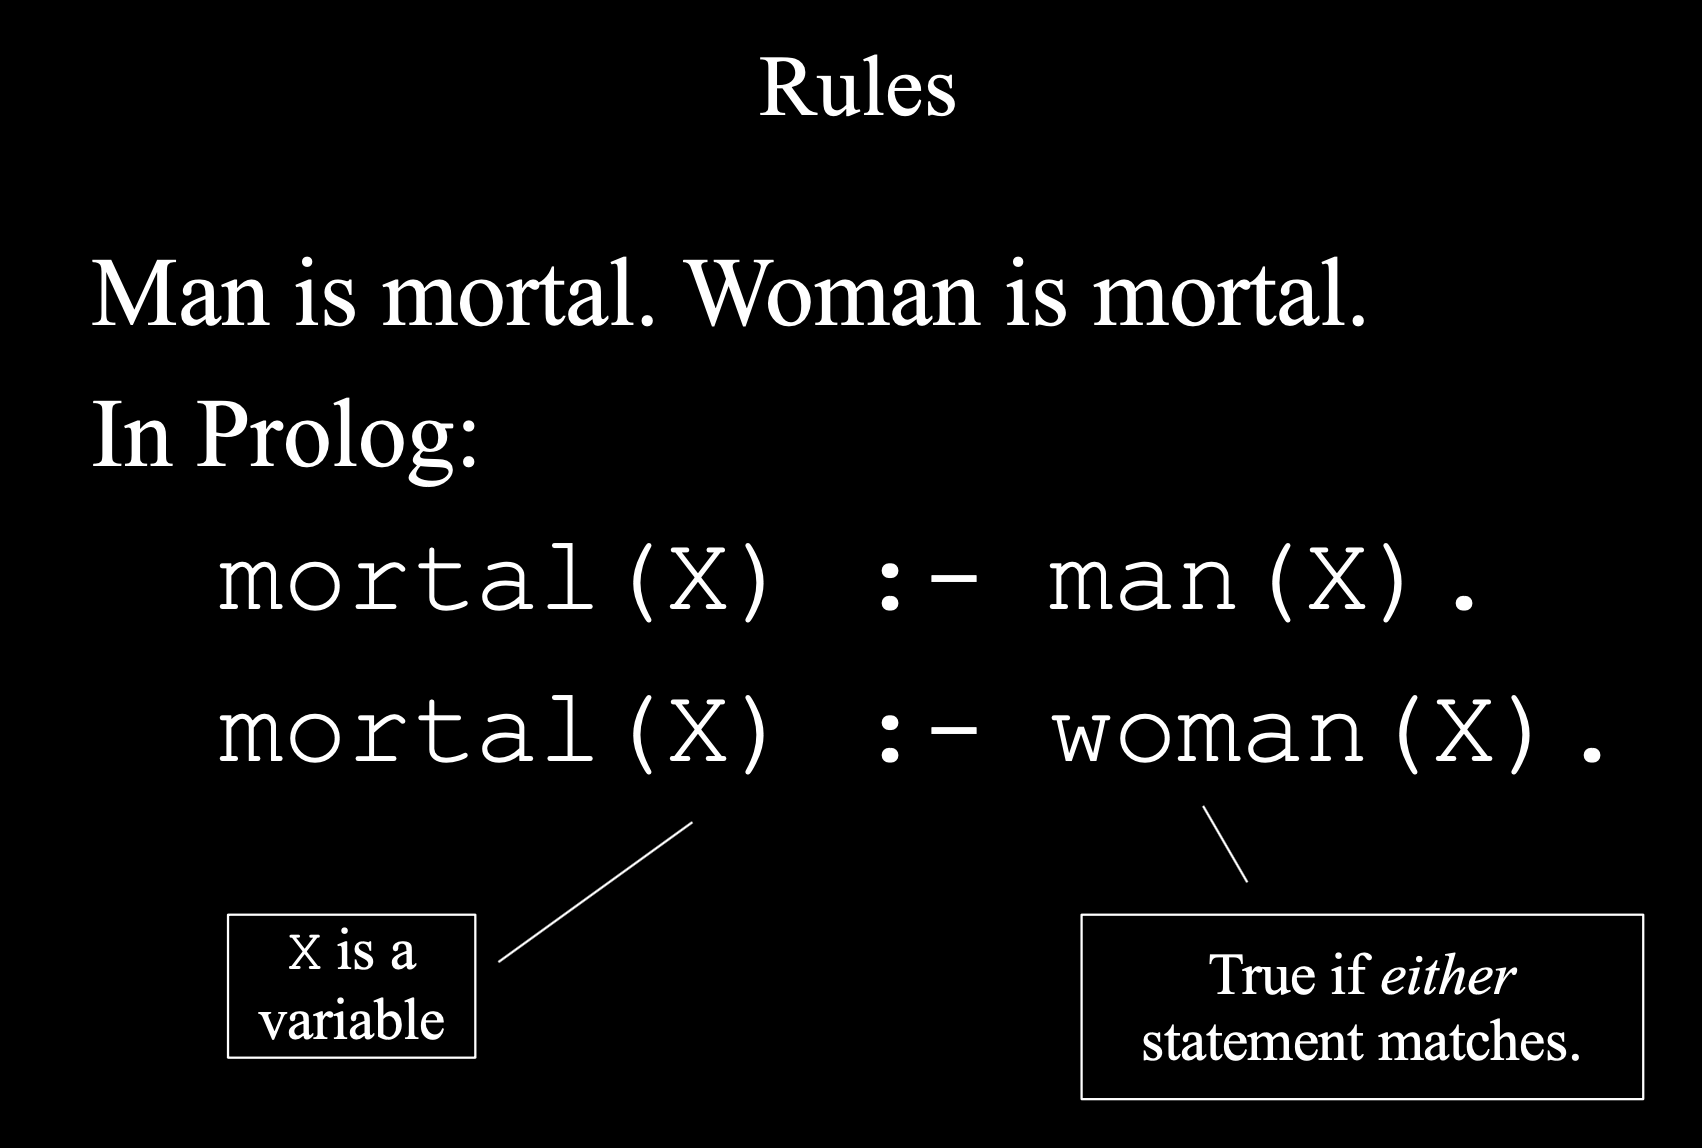 Rules
Man is mortal. Woman is mortal.
In Prolog:
mortal(X) :- man(X).
mortal(X) :- woman(X).
X is a
variable
True if either
statement matches.